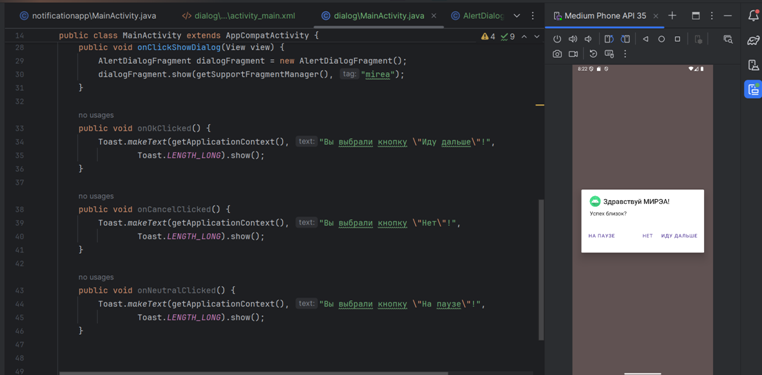 notificationapp\MainActivity.java
dialog\...\activity_main.xml
dialog\MainActivity.java
AlertDialog
Medium Phone API 35
14 public class MainActivity extends AppCompatActivity {
4 9
28 public void onClickShowDialog(View view) {
29 AlertDialogFragment dialogFragment = new AlertDialogFragment();
30 dialogFragment.show(getSupportFragmentManager(), tag: "mirea");
31 }
32
no usages
33 public void onOkClicked() {
34 Toast.makeText(getApplicationContext(), text: "Вы выбрали кнопку \"Иду дальше\"!",
35 Toast.LENGTH_LONG).show();
36 }
37
no usages
38 public void onCancelClicked() {
39 Toast.makeText(getApplicationContext(), text: "Вы выбрали кнопку \"Нет\"!",
40 Toast.LENGTH_LONG).show();
41 }
42
no usages
43 public void onNeutralClicked() {
44 Toast.makeText(getApplicationContext(), text: "Вы выбрали кнопку \"На паузе\"!",
45 Toast.LENGTH_LONG).show();
46 }
47
48
49
8:22
Здравствуй МИРЭА!
Успех близок?
НА ПАУЗЕ НЕТ ИДУ ДАЛЬШЕ